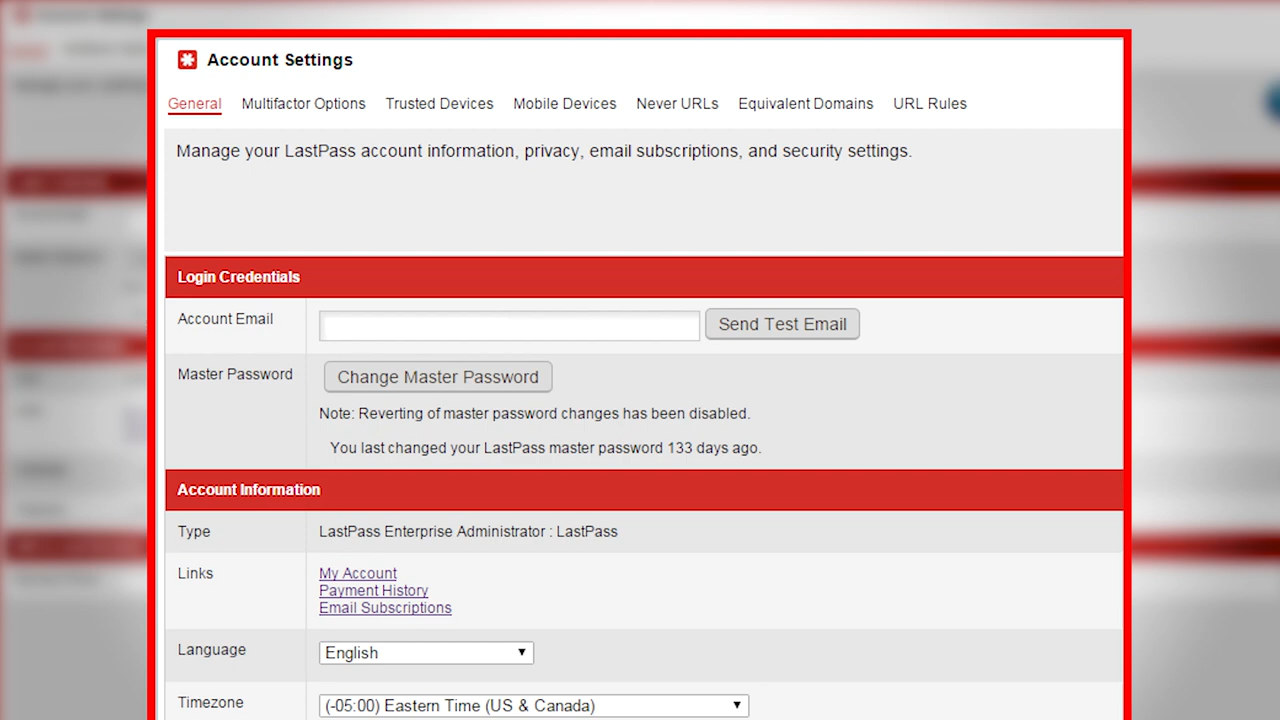 Account Settings
General Multifactor Options Trusted Devices Mobile Devices Never URLs Equivalent Domains URL Rules
Manage your LastPass account information, privacy, email subscriptions, and security settings.
Login Credentials
Account Email Send Test Email
Master Password Change Master Password
Note: Reverting of master password changes has been disabled.
You last changed your LastPass master password 133 days ago.
Account Information
Type LastPass Enterprise Administrator : LastPass
Links My Account
Payment History
Email Subscriptions
Language English
Timezone (-05:00) Eastern Time (US & Canada)